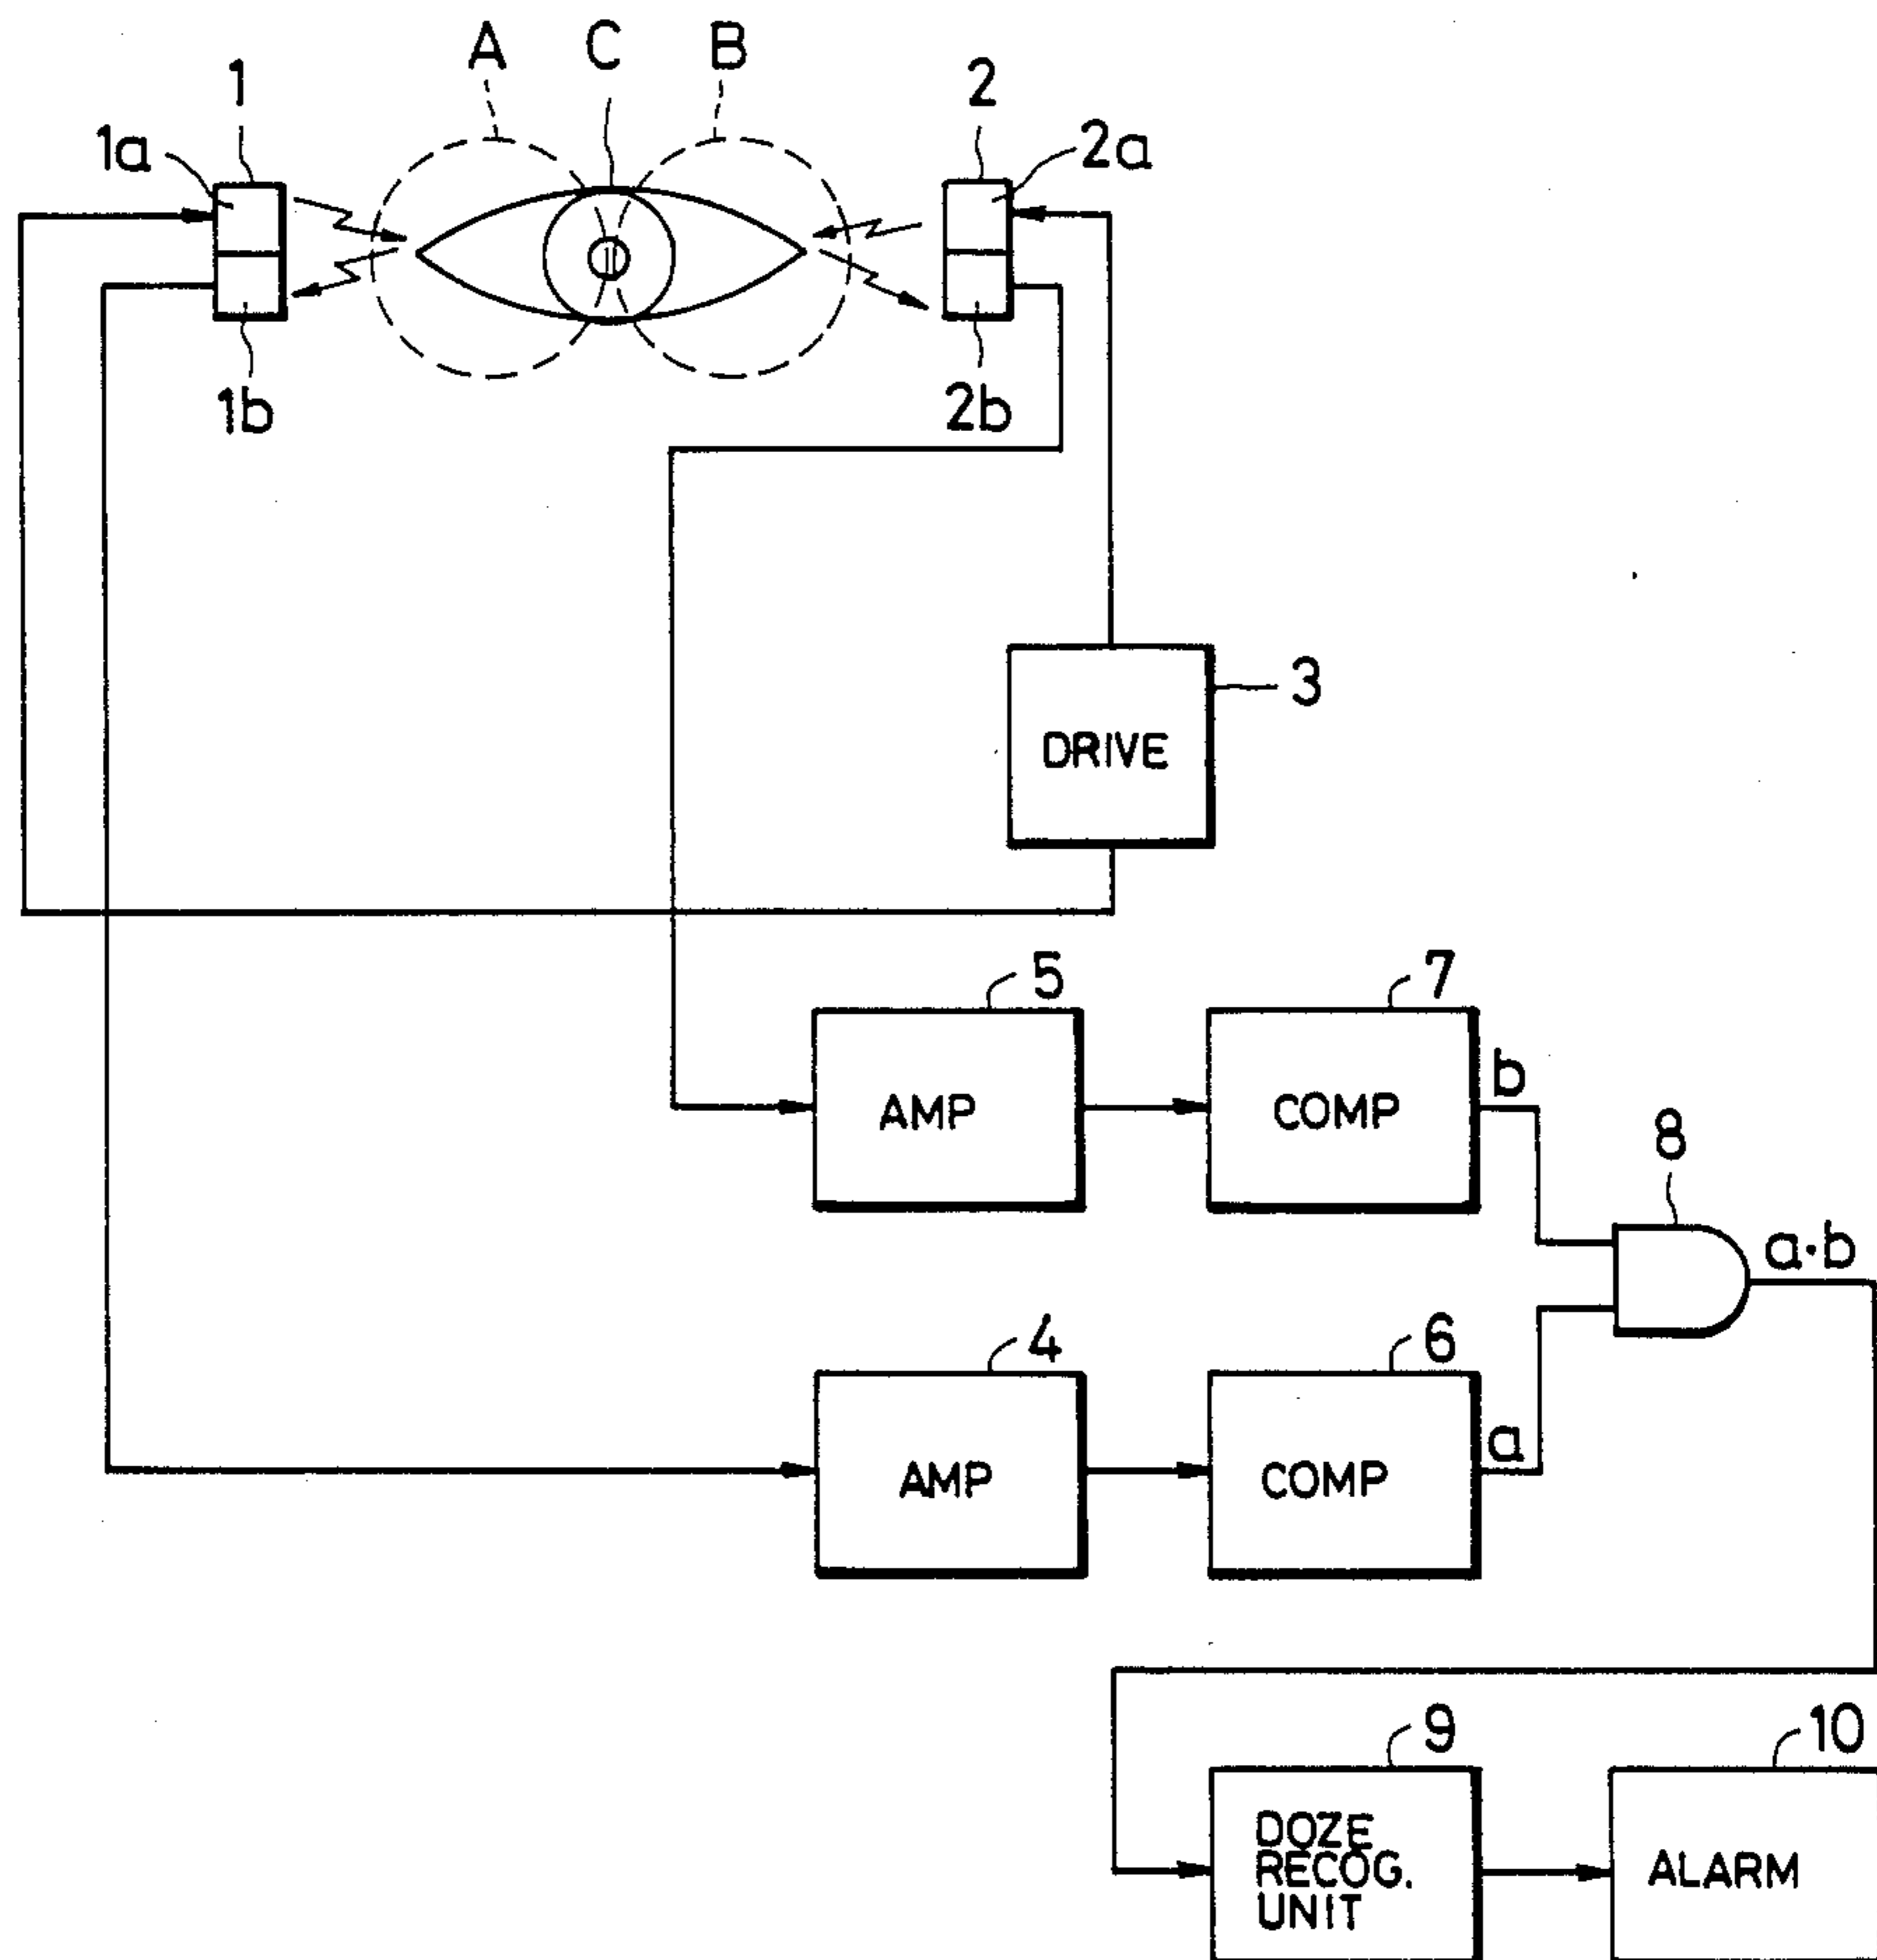 A C B
1 2
1a 2a
1b 2b
3
DRIVE
5 7
b
AMP COMP
8
a·b
4 6
a
AMP COMP
9 10
DOZE
RECOG.
UNIT
ALARM